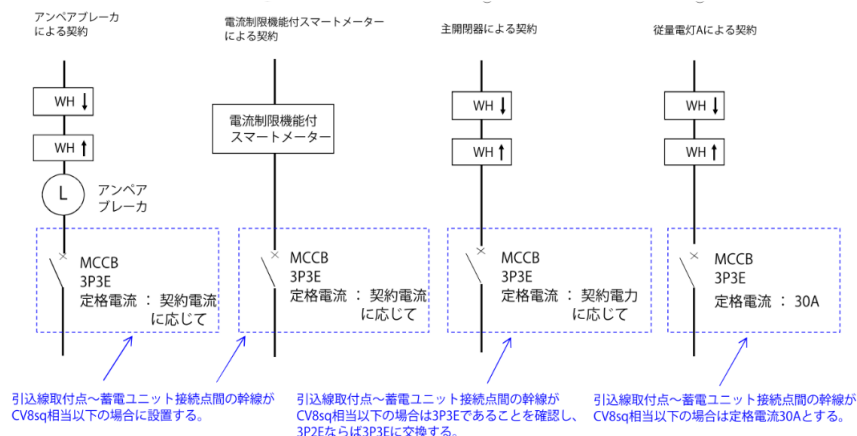 アンペアブレーカ
による契約
WH
WH
L
アンペア
ブレーカ
MCCB
3P3E
定格電流 : 契約電流
に応じて
引込線取付点〜蓄電ユニット接続点間の幹線が
CV8sq相当以下の場合に設置する。
電流制限機能付スマートメーター
による契約
電流制限機能付
スマートメーター
MCCB
3P3E
定格電流 : 契約電流
に応じて
主開閉器による契約
WH
WH
MCCB
3P3E
定格電流 : 契約電力
に応じて
引込線取付点〜蓄電ユニット接続点間の幹線が
CV8sq相当以下の場合は3P3Eであることを確認し、
3P2Eならば3P3Eに交換する。
従量電灯Aによる契約
WH
WH
MCCB
3P3E
定格電流 : 30A
引込線取付点〜蓄電ユニット接続点間の幹線が
CV8sq相当以下の場合は定格電流30Aとする。